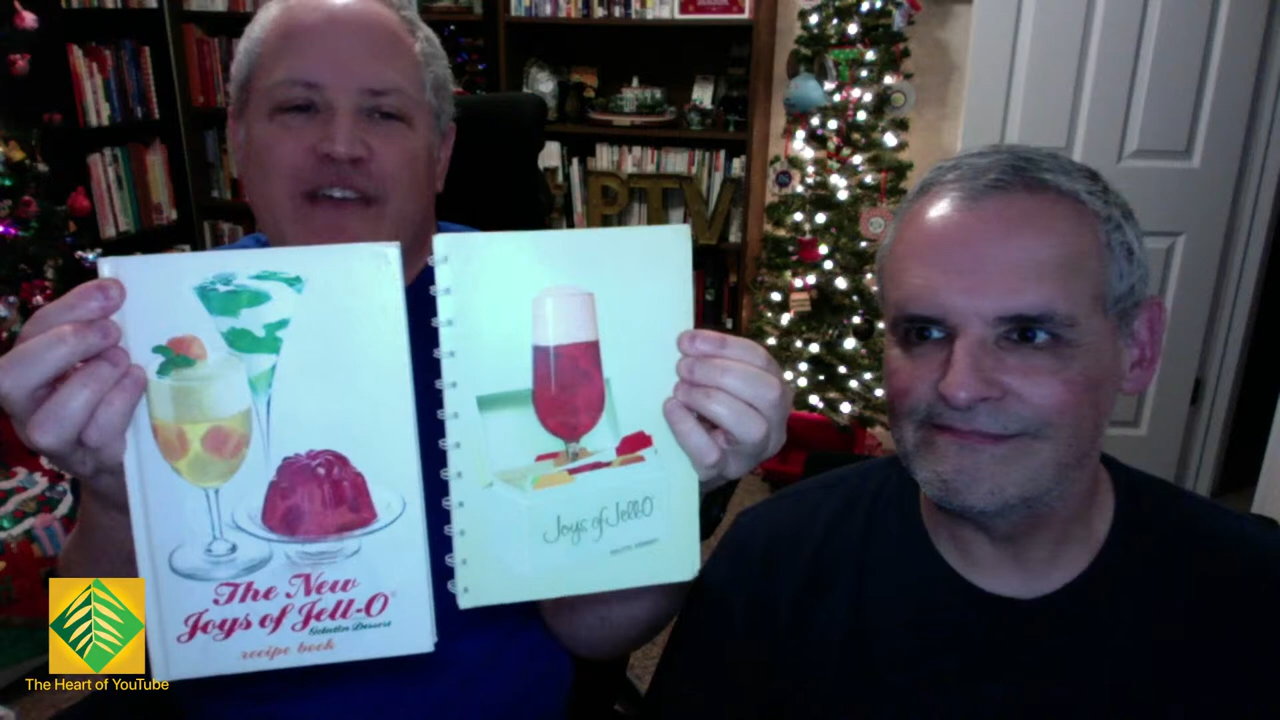 PTV
The New
Joys of Jell-O®
Gelatin Dessert
recipe book
Joys of Jell-O
The Heart of YouTube